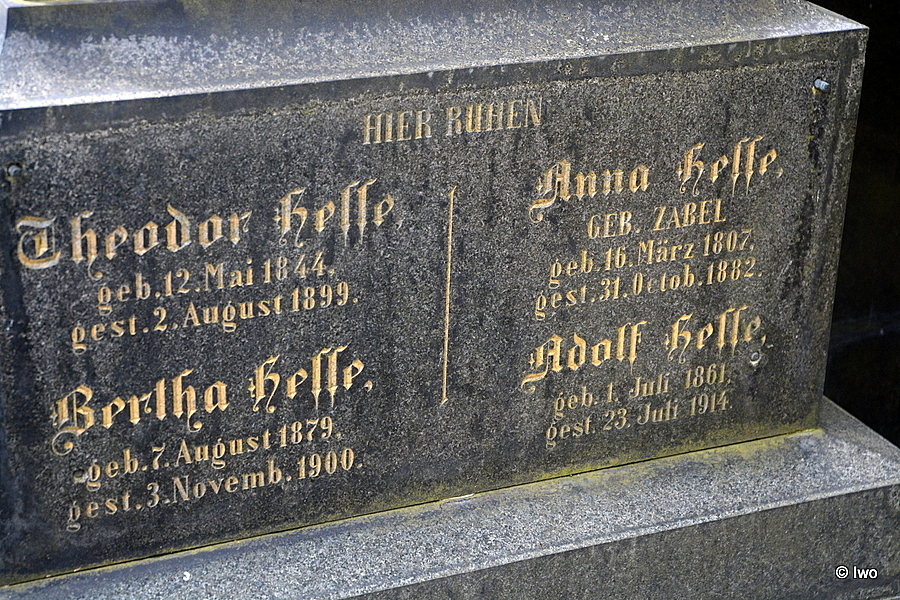 HIER RUHEN
Theodor Hesse,
geb. 12. Mai 1844,
gest. 2. August 1899.
Bertha Hesse,
geb. 7. August 1879,
gest. 3. Novemb. 1900.
Anna Hesse,
GEB. ZABEL
geb. 16. März 1807,
gest. 31. Octob. 1882.
Adolf Hesse,
geb. 1. Juli 1861,
gest. 23. Juli 1914.
© Iwo